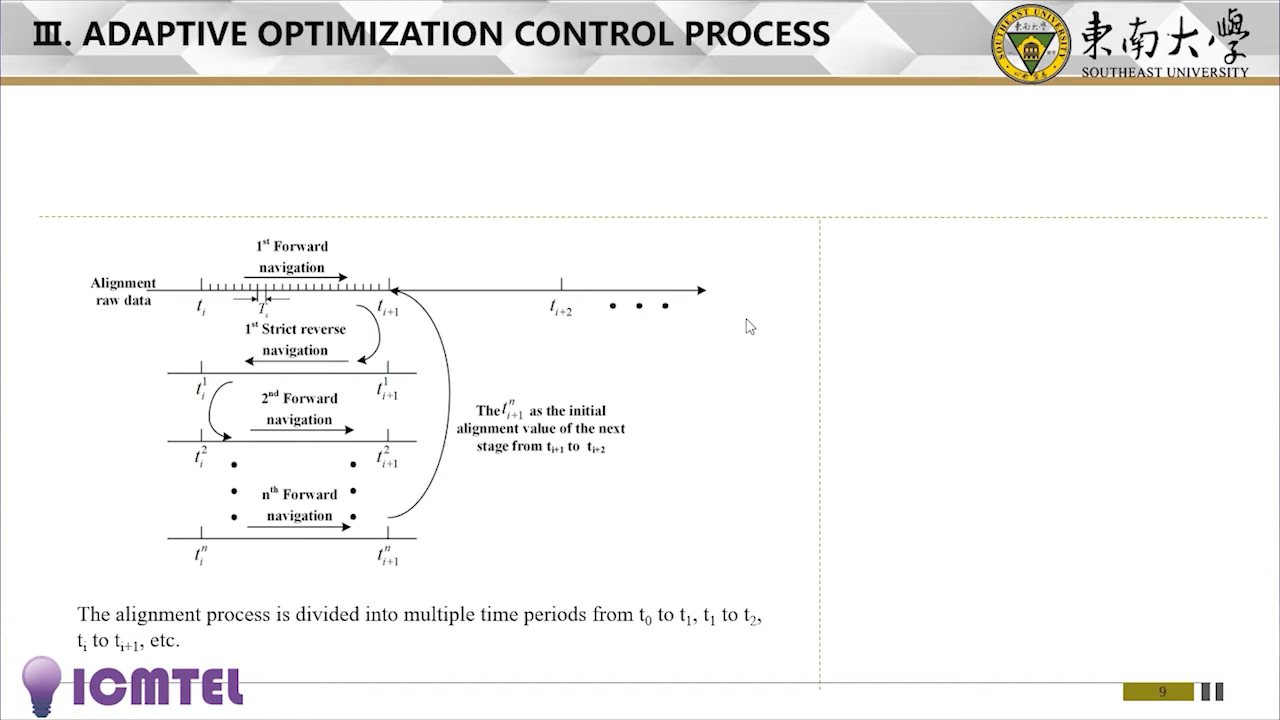 Ⅲ. ADAPTIVE OPTIMIZATION CONTROL PROCESS
東南大學
SOUTHEAST UNIVERSITY
1st Forward
navigation
Alignment
raw data
ti
Ts
ti+1
ti+2
1st Strict reverse
navigation
ti1
ti+11
2nd Forward
navigation
ti2
ti+12
The ti+1n as the initial
alignment value of the next
stage from ti+1 to ti+2
nth Forward
navigation
tin
ti+1n
The alignment process is divided into multiple time periods from t0 to t1, t1 to t2,
ti to ti+1, etc.
ICMTEL
9